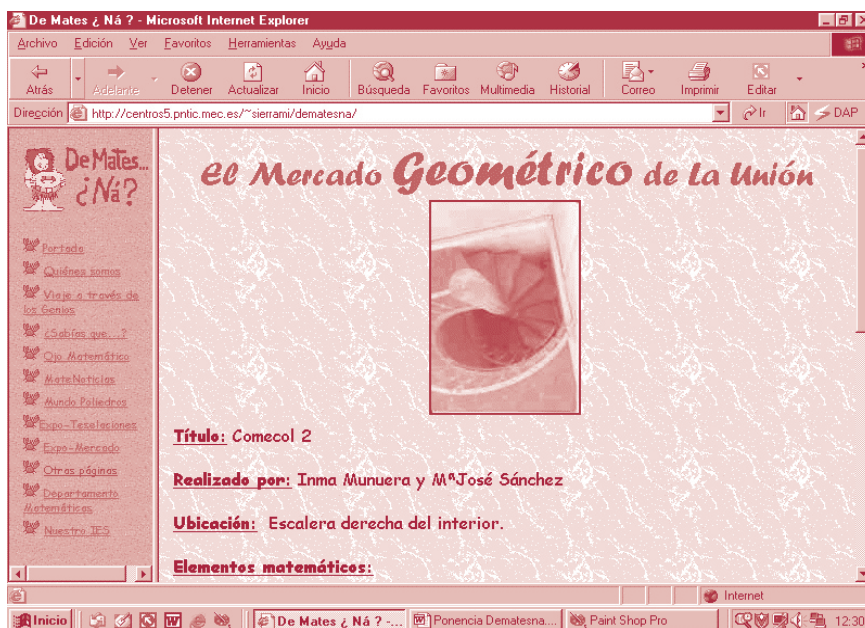 De Mates ¿ Ná ? - Microsoft Internet Explorer
Archivo Edición Ver Favoritos Herramientas Ayuda
Atrás Adelante Detener Actualizar Inicio Búsqueda Favoritos Multimedia Historial Correo Imprimir Editar
Dirección http://centros5.pntic.mec.es/~sierrami/dematesna/ Ir DAP
De Mates...
¿Ná?
Portada
Quiénes somos
Viaje a través de
los Genios
¿Sabías que...?
Ojo Matemático
MateNoticias
Mundo Poliedros
Expo-Teselaciones
Expo-Mercado
Otras páginas
Departamento
Matemáticas
Nuestro IES
El Mercado Geométrico de La Unión
Título: Comecol 2
Realizado por: Inma Munuera y MªJosé Sánchez
Ubicación: Escalera derecha del interior.
Elementos matemáticos:
Internet
Inicio De Mates ¿ Ná ? -... Ponencia Dematesna.... Paint Shop Pro 12:30